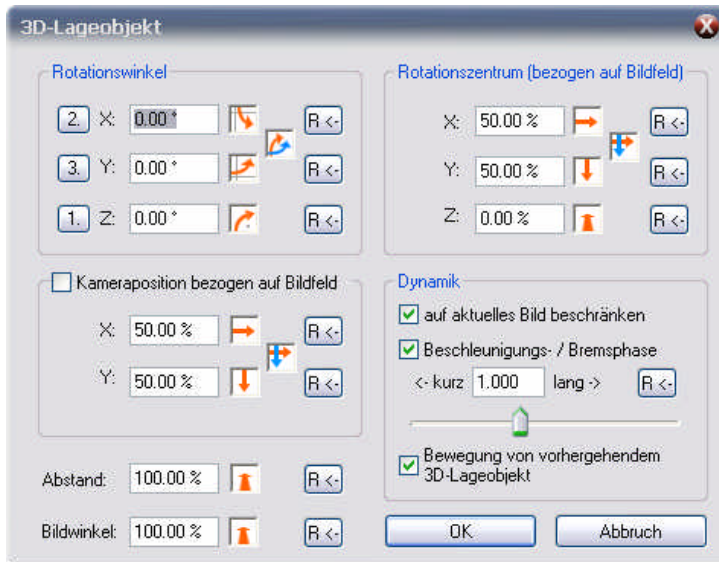 3D-Lageobjekt
Rotationswinkel
2. X: 0.00 ° R <-
3. Y: 0.00 ° R <-
1. Z: 0.00 ° R <-
Rotationszentrum (bezogen auf Bildfeld)
X: 50.00 % R <-
Y: 50.00 % R <-
Z: 0.00 % R <-
Kameraposition bezogen auf Bildfeld
X: 50.00 % R <-
Y: 50.00 % R <-
Abstand: 100.00 % R <-
Bildwinkel: 100.00 % R <-
Dynamik
auf aktuelles Bild beschränken
Beschleunigungs- / Bremsphase
<- kurz 1.000 lang -> R <-
Bewegung von vorhergehendem
3D-Lageobjekt
OK Abbruch